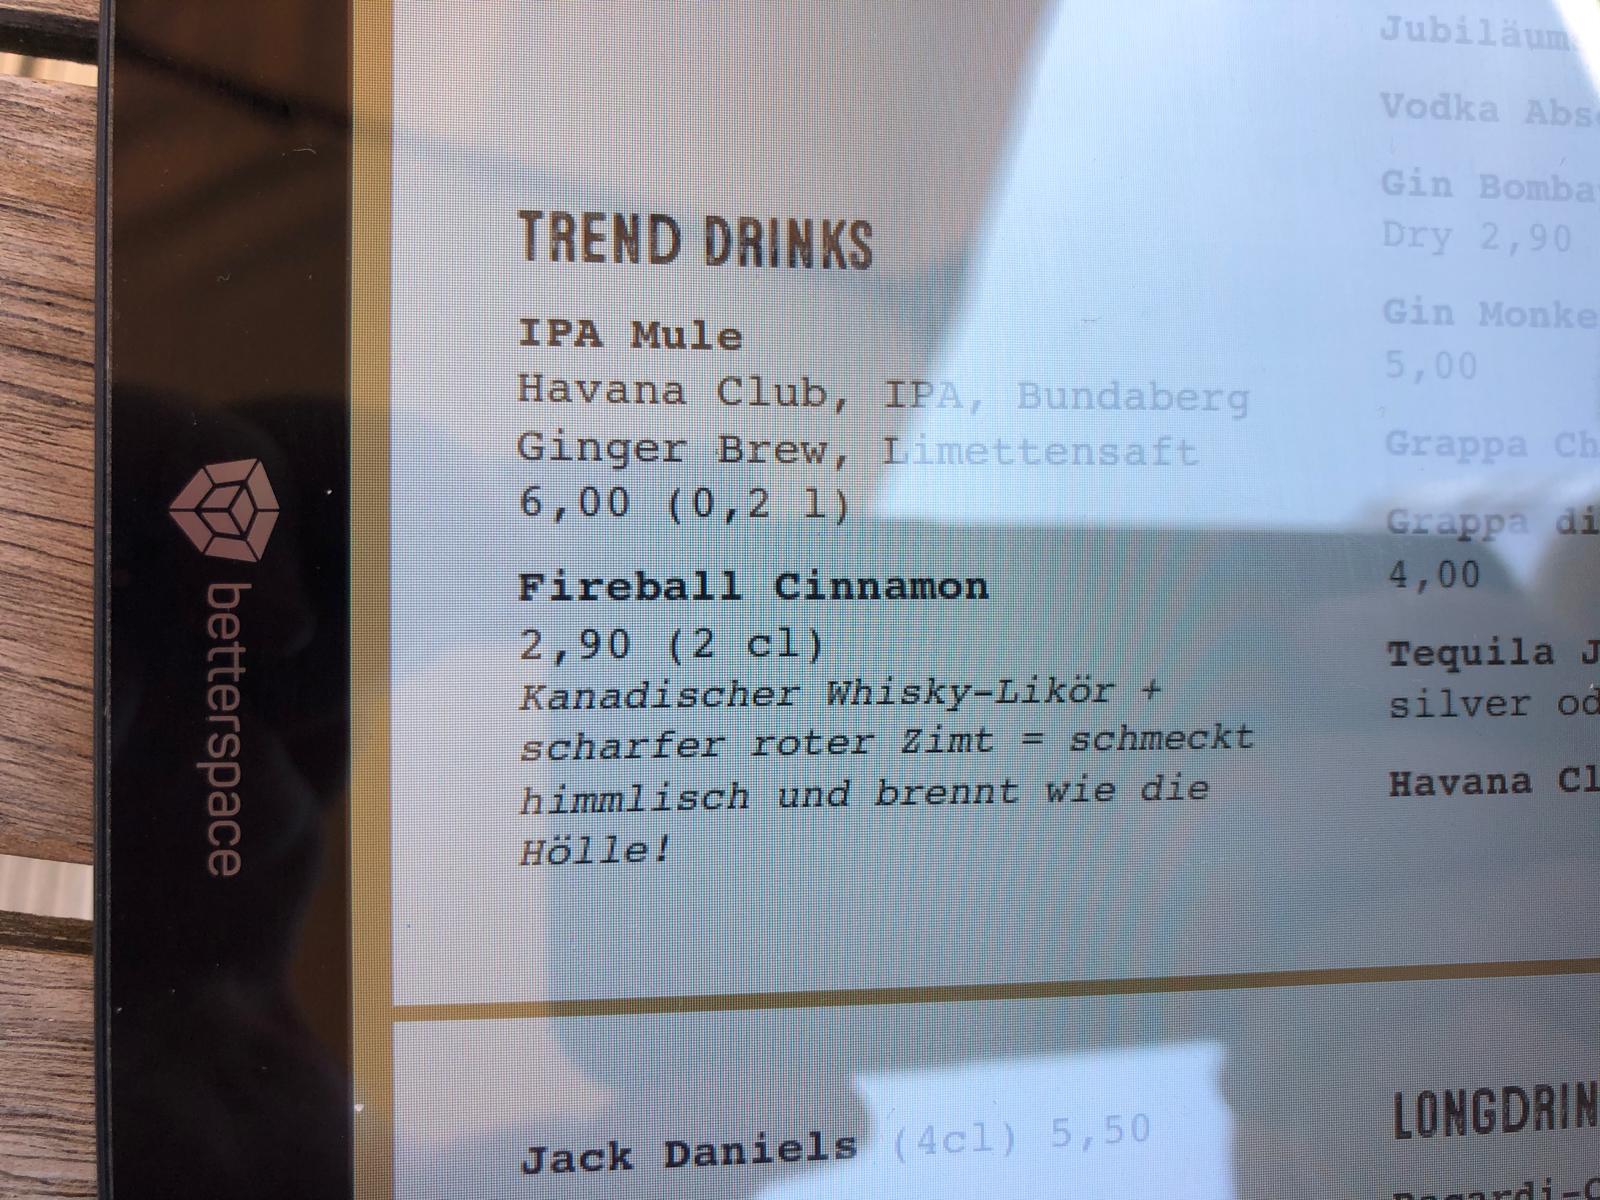 TREND DRINKS
IPA Mule
Havana Club, IPA, Bundaberg
Ginger Brew, Limettensaft
6,00 (0,2 l)
Fireball Cinnamon
2,90 (2 cl)
Kanadischer Whisky-Likör +
scharfer roter Zimt = schmeckt
himmlisch und brennt wie die
Hölle!
Jack Daniels (4cl) 5,50
Vodka
Gin
Dry 2,90
Gin
5,00
Grappa
Grappa
4,00
Tequila
silver
Havana
betterspace